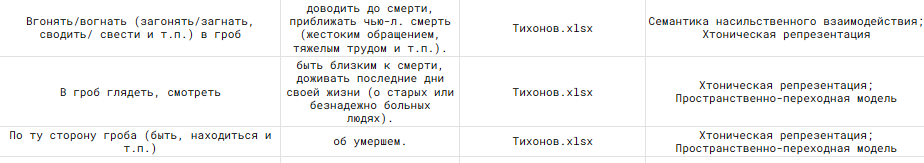 Вгонять/вогнать (загонять/загнать,
сводить/ свести и т.п.) в гроб
доводить до смерти,
приближать чью-л. смерть
(жестоким обращением,
тяжелым трудом и т.п.).
Тихонов.xlsx
Семантика насильственного взаимодействия;
Хтоническая репрезентация
В гроб глядеть, смотреть
быть близким к смерти,
доживать последние дни
своей жизни (о старых или
безнадежно больных
людях).
Тихонов.xlsx
Хтоническая репрезентация;
Пространственно-переходная модель
По ту сторону гроба (быть, находиться и
т.п.)
об умершем.
Тихонов.xlsx
Хтоническая репрезентация;
Пространственно-переходная модель